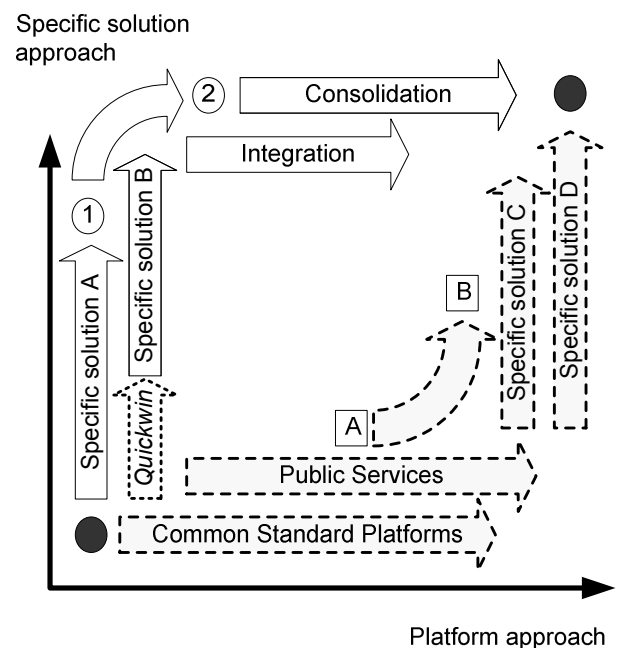 Specific solution
approach
2
Consolidation
Integration
1
Specific solution A
Specific solution B
Quickwin
B
A
Specific solution C
Specific solution D
Public Services
Common Standard Platforms
Platform approach